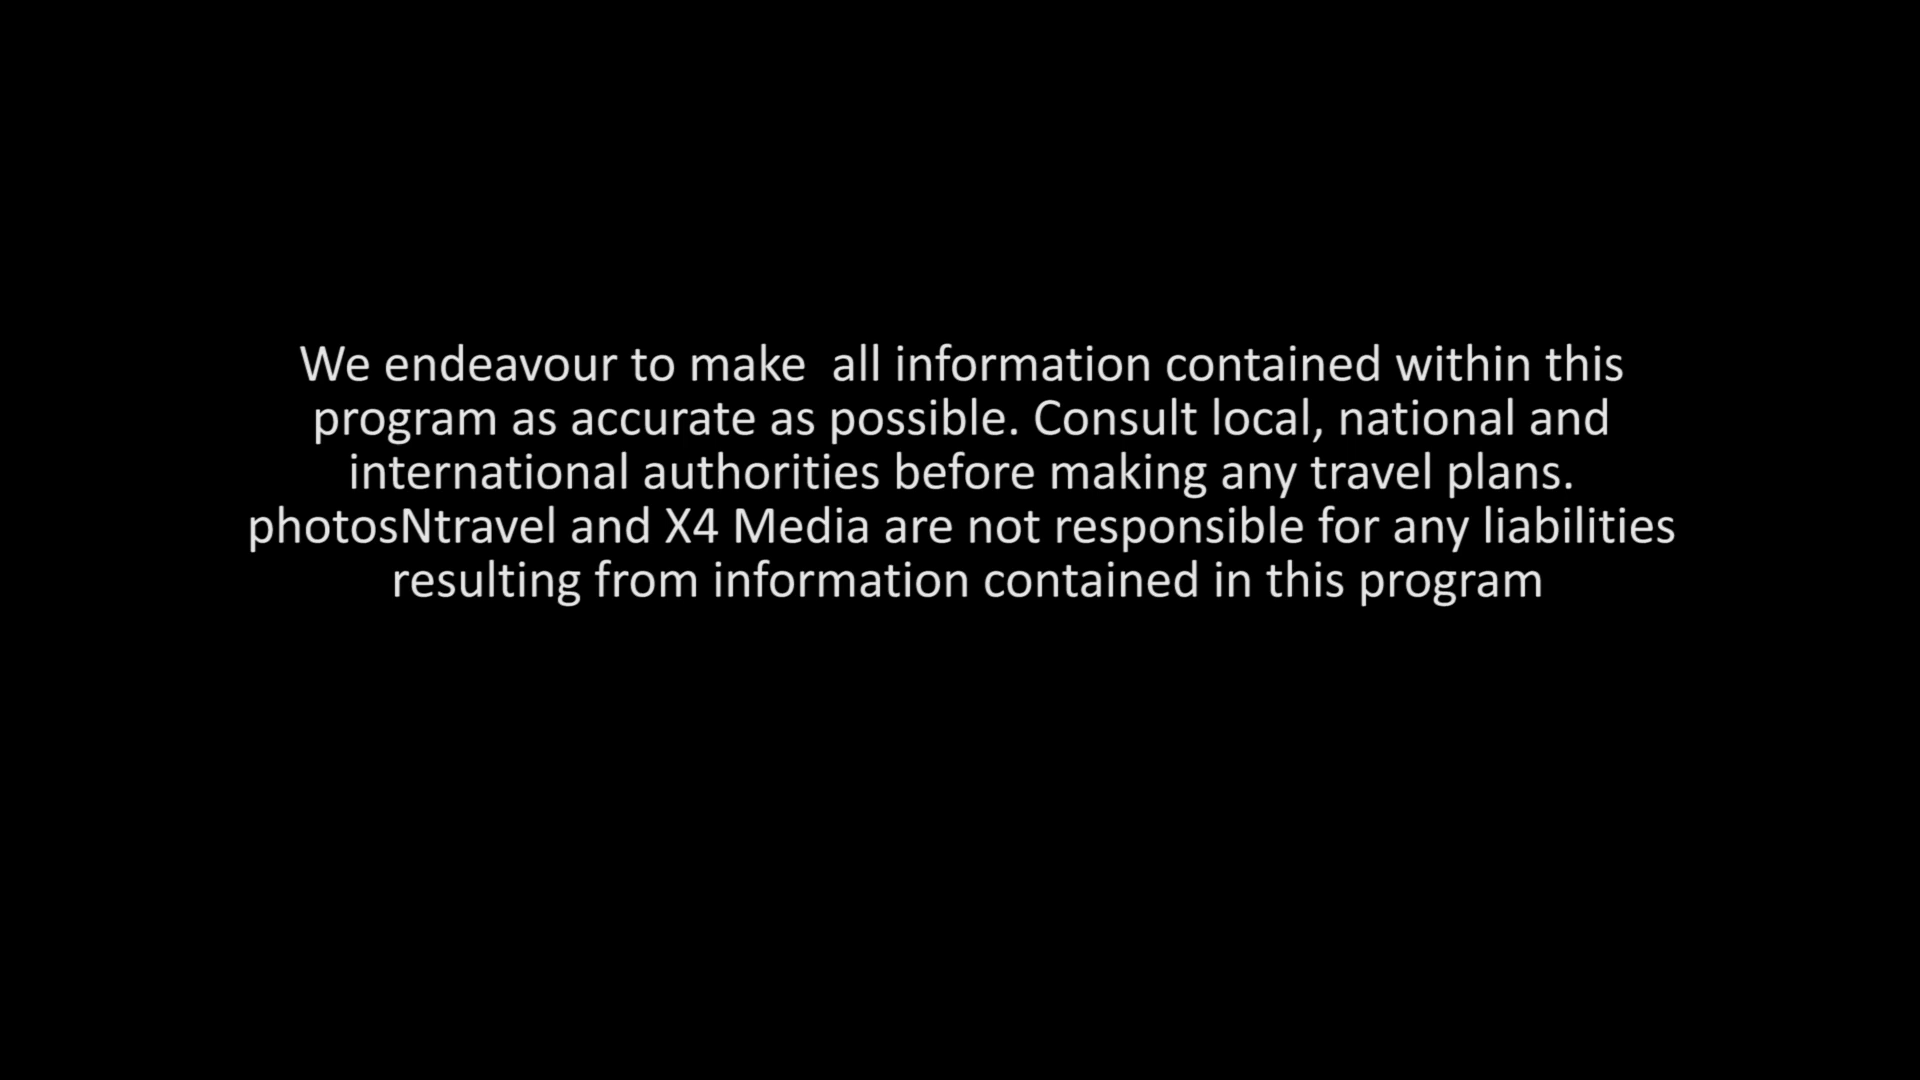 We endeavour to make  all information contained within this
program as accurate as possible. Consult local, national and
international authorities before making any travel plans.
photosNtravel and X4 Media are not responsible for any liabilities
resulting from information contained in this program